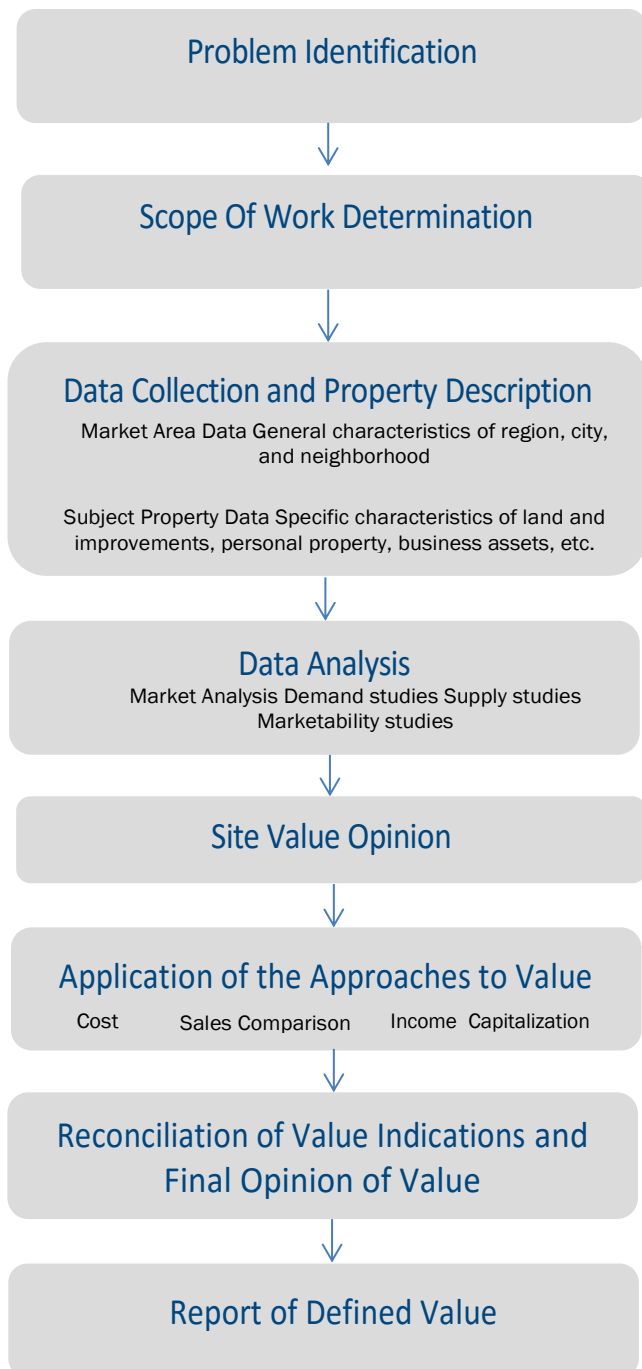 Problem Identification
Scope Of Work Determination
Data Collection and Property Description
Market Area Data General characteristics of region, city,
and neighborhood
Subject Property Data Specific characteristics of land and
improvements, personal property, business assets, etc.
Data Analysis
Market Analysis Demand studies Supply studies
Marketability studies
Site Value Opinion
Application of the Approaches to Value
Cost Sales Comparison Income Capitalization
Reconciliation of Value Indications and
Final Opinion of Value
Report of Defined Value